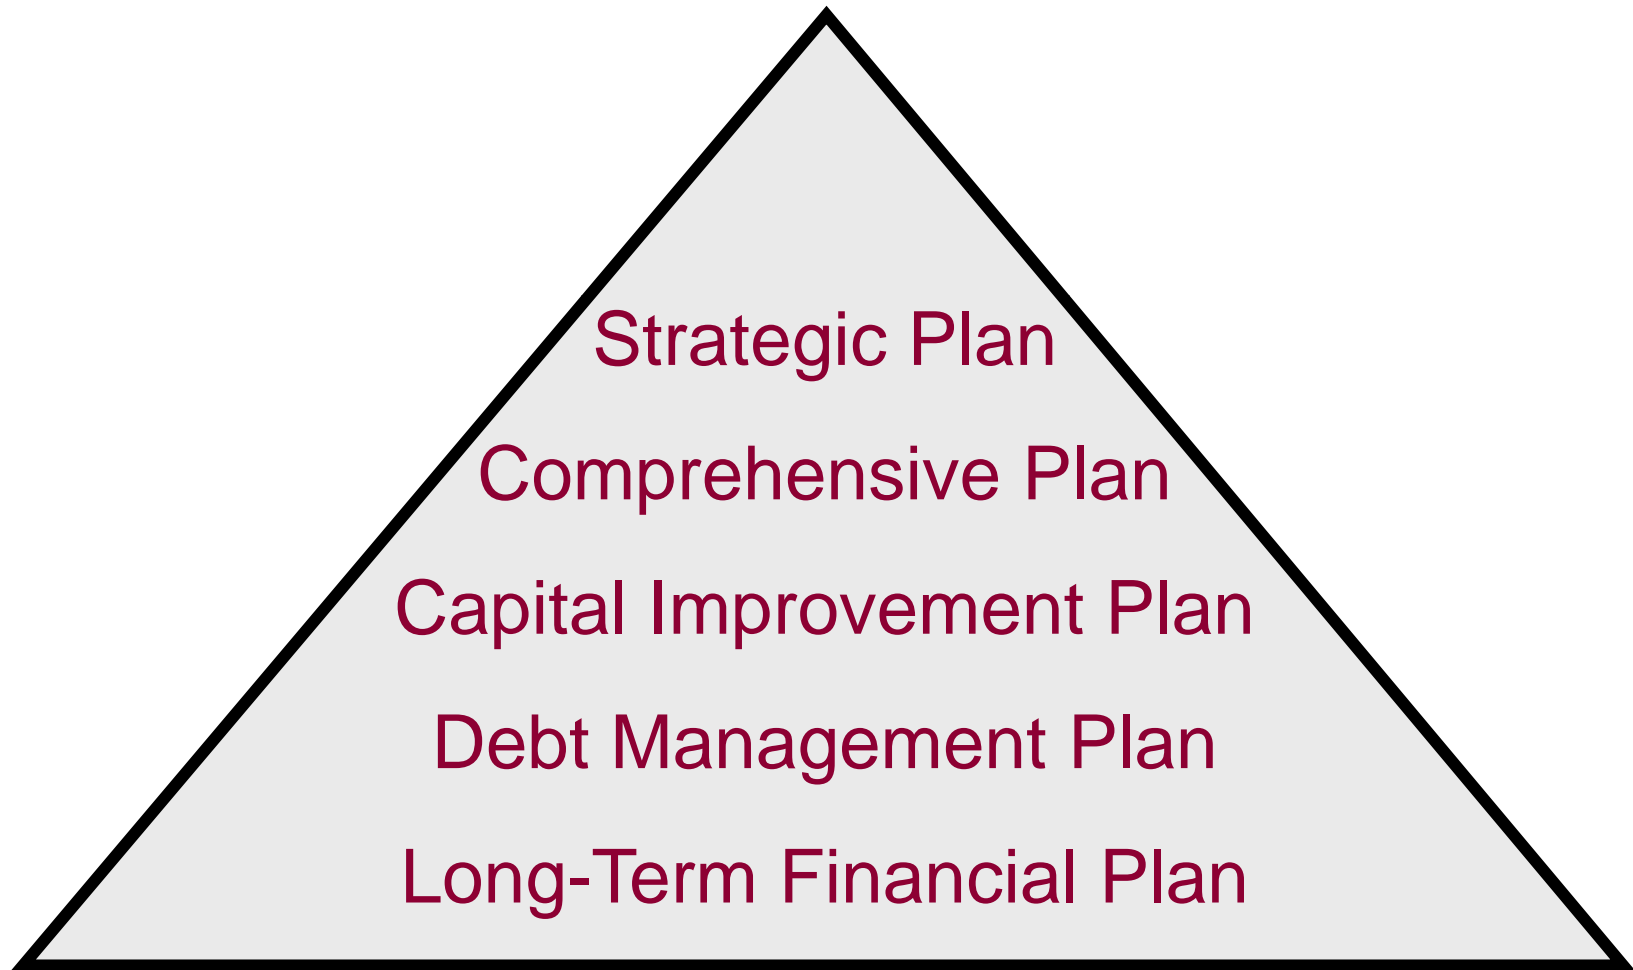 Strategic Plan
Comprehensive Plan
Capital Improvement Plan
Debt Management Plan
Long-Term Financial Plan